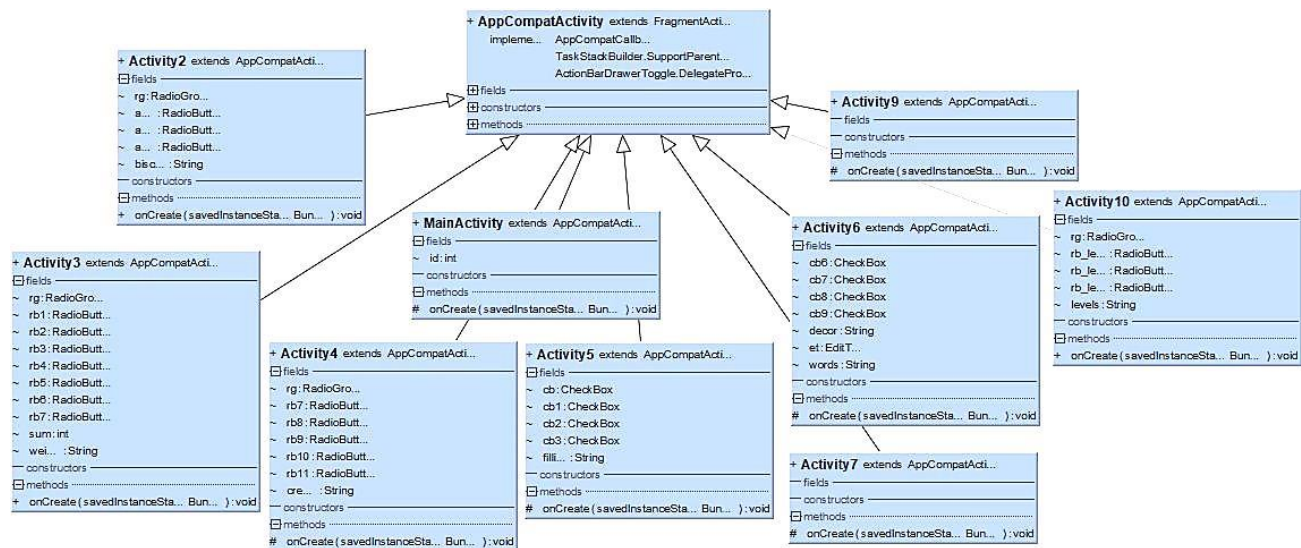 + AppCompatActivity extends FragmentActi...
impleme... AppCompatCallb...
TaskStackBuilder.SupportParent...
ActionBarDrawerToggle.DelegatePro...
fields
constructors
methods
+ Activity2 extends AppCompatActi...
fields
~ rg:RadioGro...
~ a... :RadioButt...
~ a... :RadioButt...
~ a... :RadioButt...
~ bisc... :String
constructors
methods
+ onCreate(savedInstanceSta... Bun... ):void
+ Activity9 extends AppCompatActi...
fields
constructors
methods
# onCreate(savedInstanceSta... Bun... ):void
+ Activity10 extends AppCompatActi...
fields
~ rg:RadioGro...
~ rb_le... :RadioButt...
~ rb_le... :RadioButt...
~ rb_le... :RadioButt...
~ levels:String
constructors
methods
+ onCreate(savedInstanceSta... Bun... ):void
+ MainActivity extends AppCompatActi...
fields
~ id:int
constructors
methods
# onCreate(savedInstanceSta... Bun... ):void
+ Activity6 extends AppCompatActi...
fields
~ cb6:CheckBox
~ cb7:CheckBox
~ cb8:CheckBox
~ cb9:CheckBox
~ decor:String
~ et:EditT...
~ words:String
constructors
methods
# onCreate(savedInstanceSta... Bun... ):void
+ Activity3 extends AppCompatActi...
fields
~ rg:RadioGro...
~ rb1:RadioButt...
~ rb2:RadioButt...
~ rb3:RadioButt...
~ rb4:RadioButt...
~ rb5:RadioButt...
~ rb6:RadioButt...
~ rb7:RadioButt...
~ sum:int
~ wei... :String
constructors
methods
+ onCreate(savedInstanceSta... Bun... ):void
+ Activity4 extends AppCompatActi...
fields
~ rg:RadioGro...
~ rb7:RadioButt...
~ rb8:RadioButt...
~ rb9:RadioButt...
~ rb10:RadioButt...
~ rb11:RadioButt...
~ cre... :String
constructors
methods
# onCreate(savedInstanceSta... Bun... ):void
+ Activity5 extends AppCompatActi...
fields
~ cb:CheckBox
~ cb1:CheckBox
~ cb2:CheckBox
~ cb3:CheckBox
~ filli... :String
constructors
methods
# onCreate(savedInstanceSta... Bun... ):void
+ Activity7 extends AppCompatActi...
fields
constructors
methods
# onCreate(savedInstanceSta... Bun... ):void